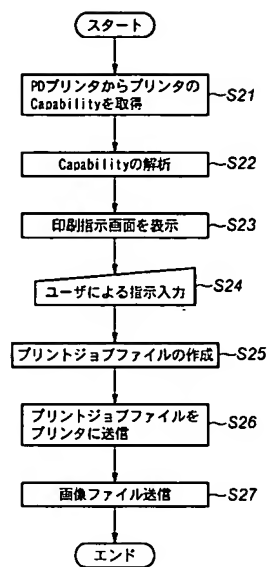 スタート
PDプリンタからプリンタの
Capabilityを取得
S21
Capabilityの解析
S22
印刷指示画面を表示
S23
ユーザによる指示入力
S24
プリントジョブファイルの作成
S25
プリントジョブファイルを
プリンタに送信
S26
画像ファイル送信
S27
エンド